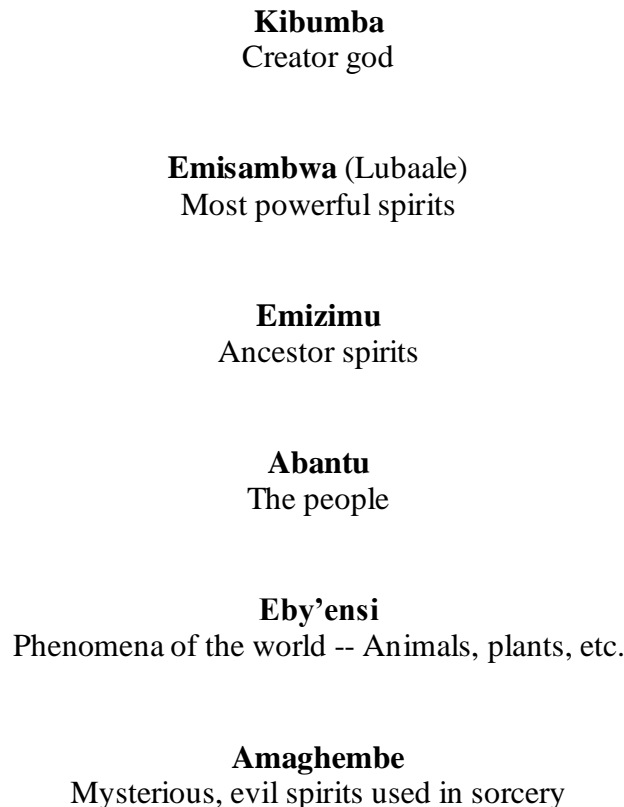 Kibumba
Creator god
Emisambwa (Lubaale)
Most powerful spirits
Emizimu
Ancestor spirits
Abantu
The people
Eby’ensi
Phenomena of the world -- Animals, plants, etc.
Amaghembe
Mysterious, evil spirits used in sorcery